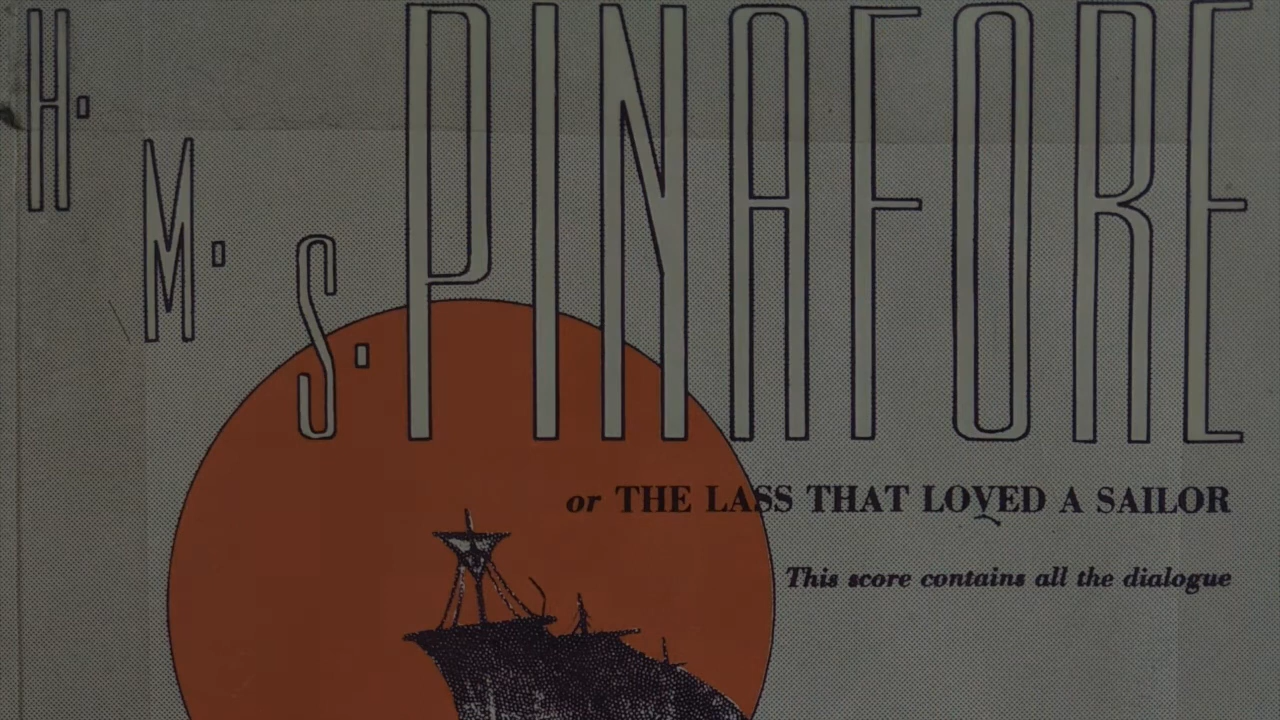 H.M.S. PINAFORE
or THE LASS THAT LOVED A SAILOR
This score contains all the dialogue